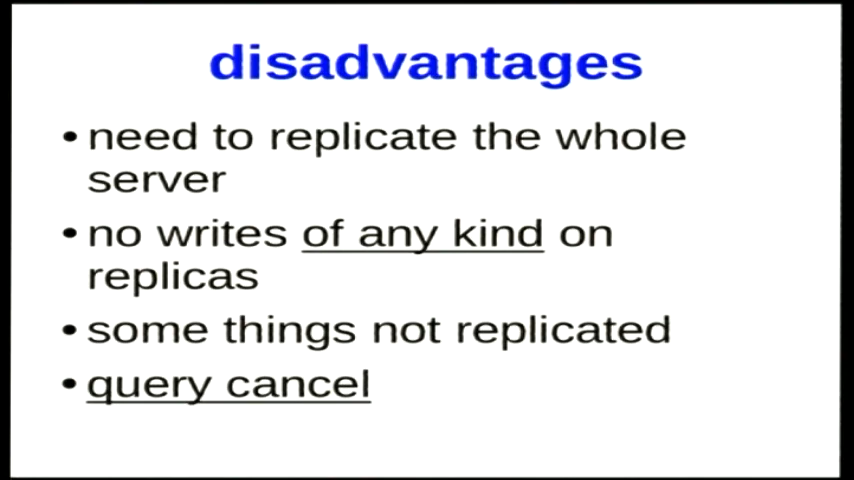 disadvantages
• need to replicate the whole
server
• no writes of any kind on
replicas
• some things not replicated
• query cancel